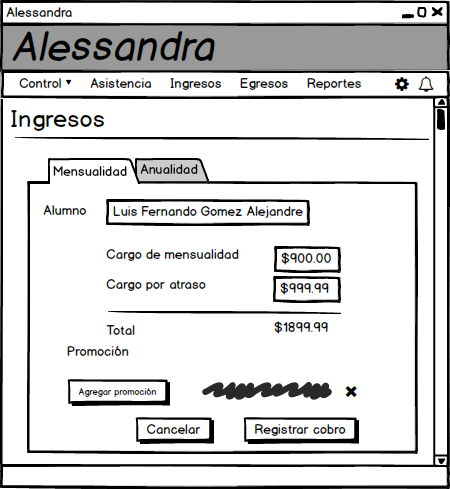 Alessandra
Alessandra
Control Asistencia Ingresos Egresos Reportes
Ingresos
Mensualidad Anualidad
Alumno Luis Fernando Gomez Alejandre
Cargo de mensualidad $900.00
Cargo por atraso $999.99
Total $1899.99
Promoción
Agregar promoción
Cancelar Registrar cobro